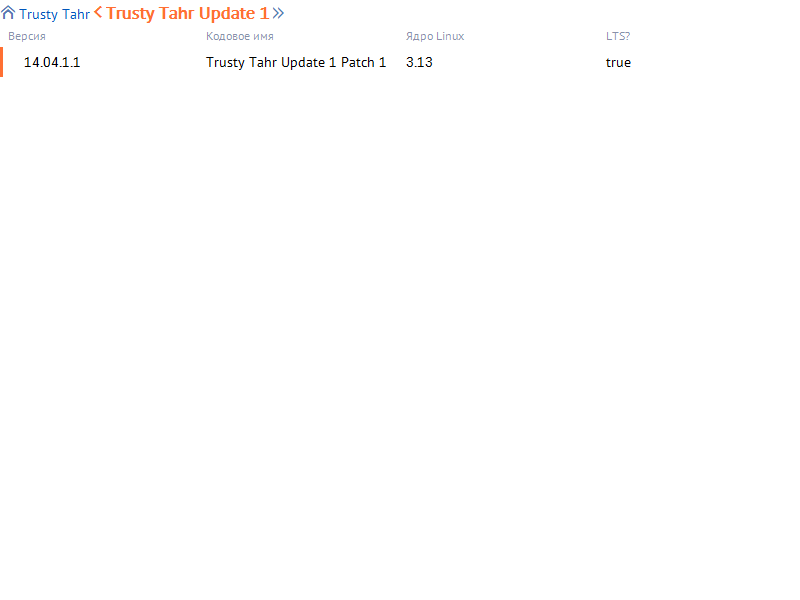 Trusty Tahr < Trusty Tahr Update 1 »
Версия Кодовое имя Ядро Linux LTS?
14.04.1.1 Trusty Tahr Update 1 Patch 1 3.13 true